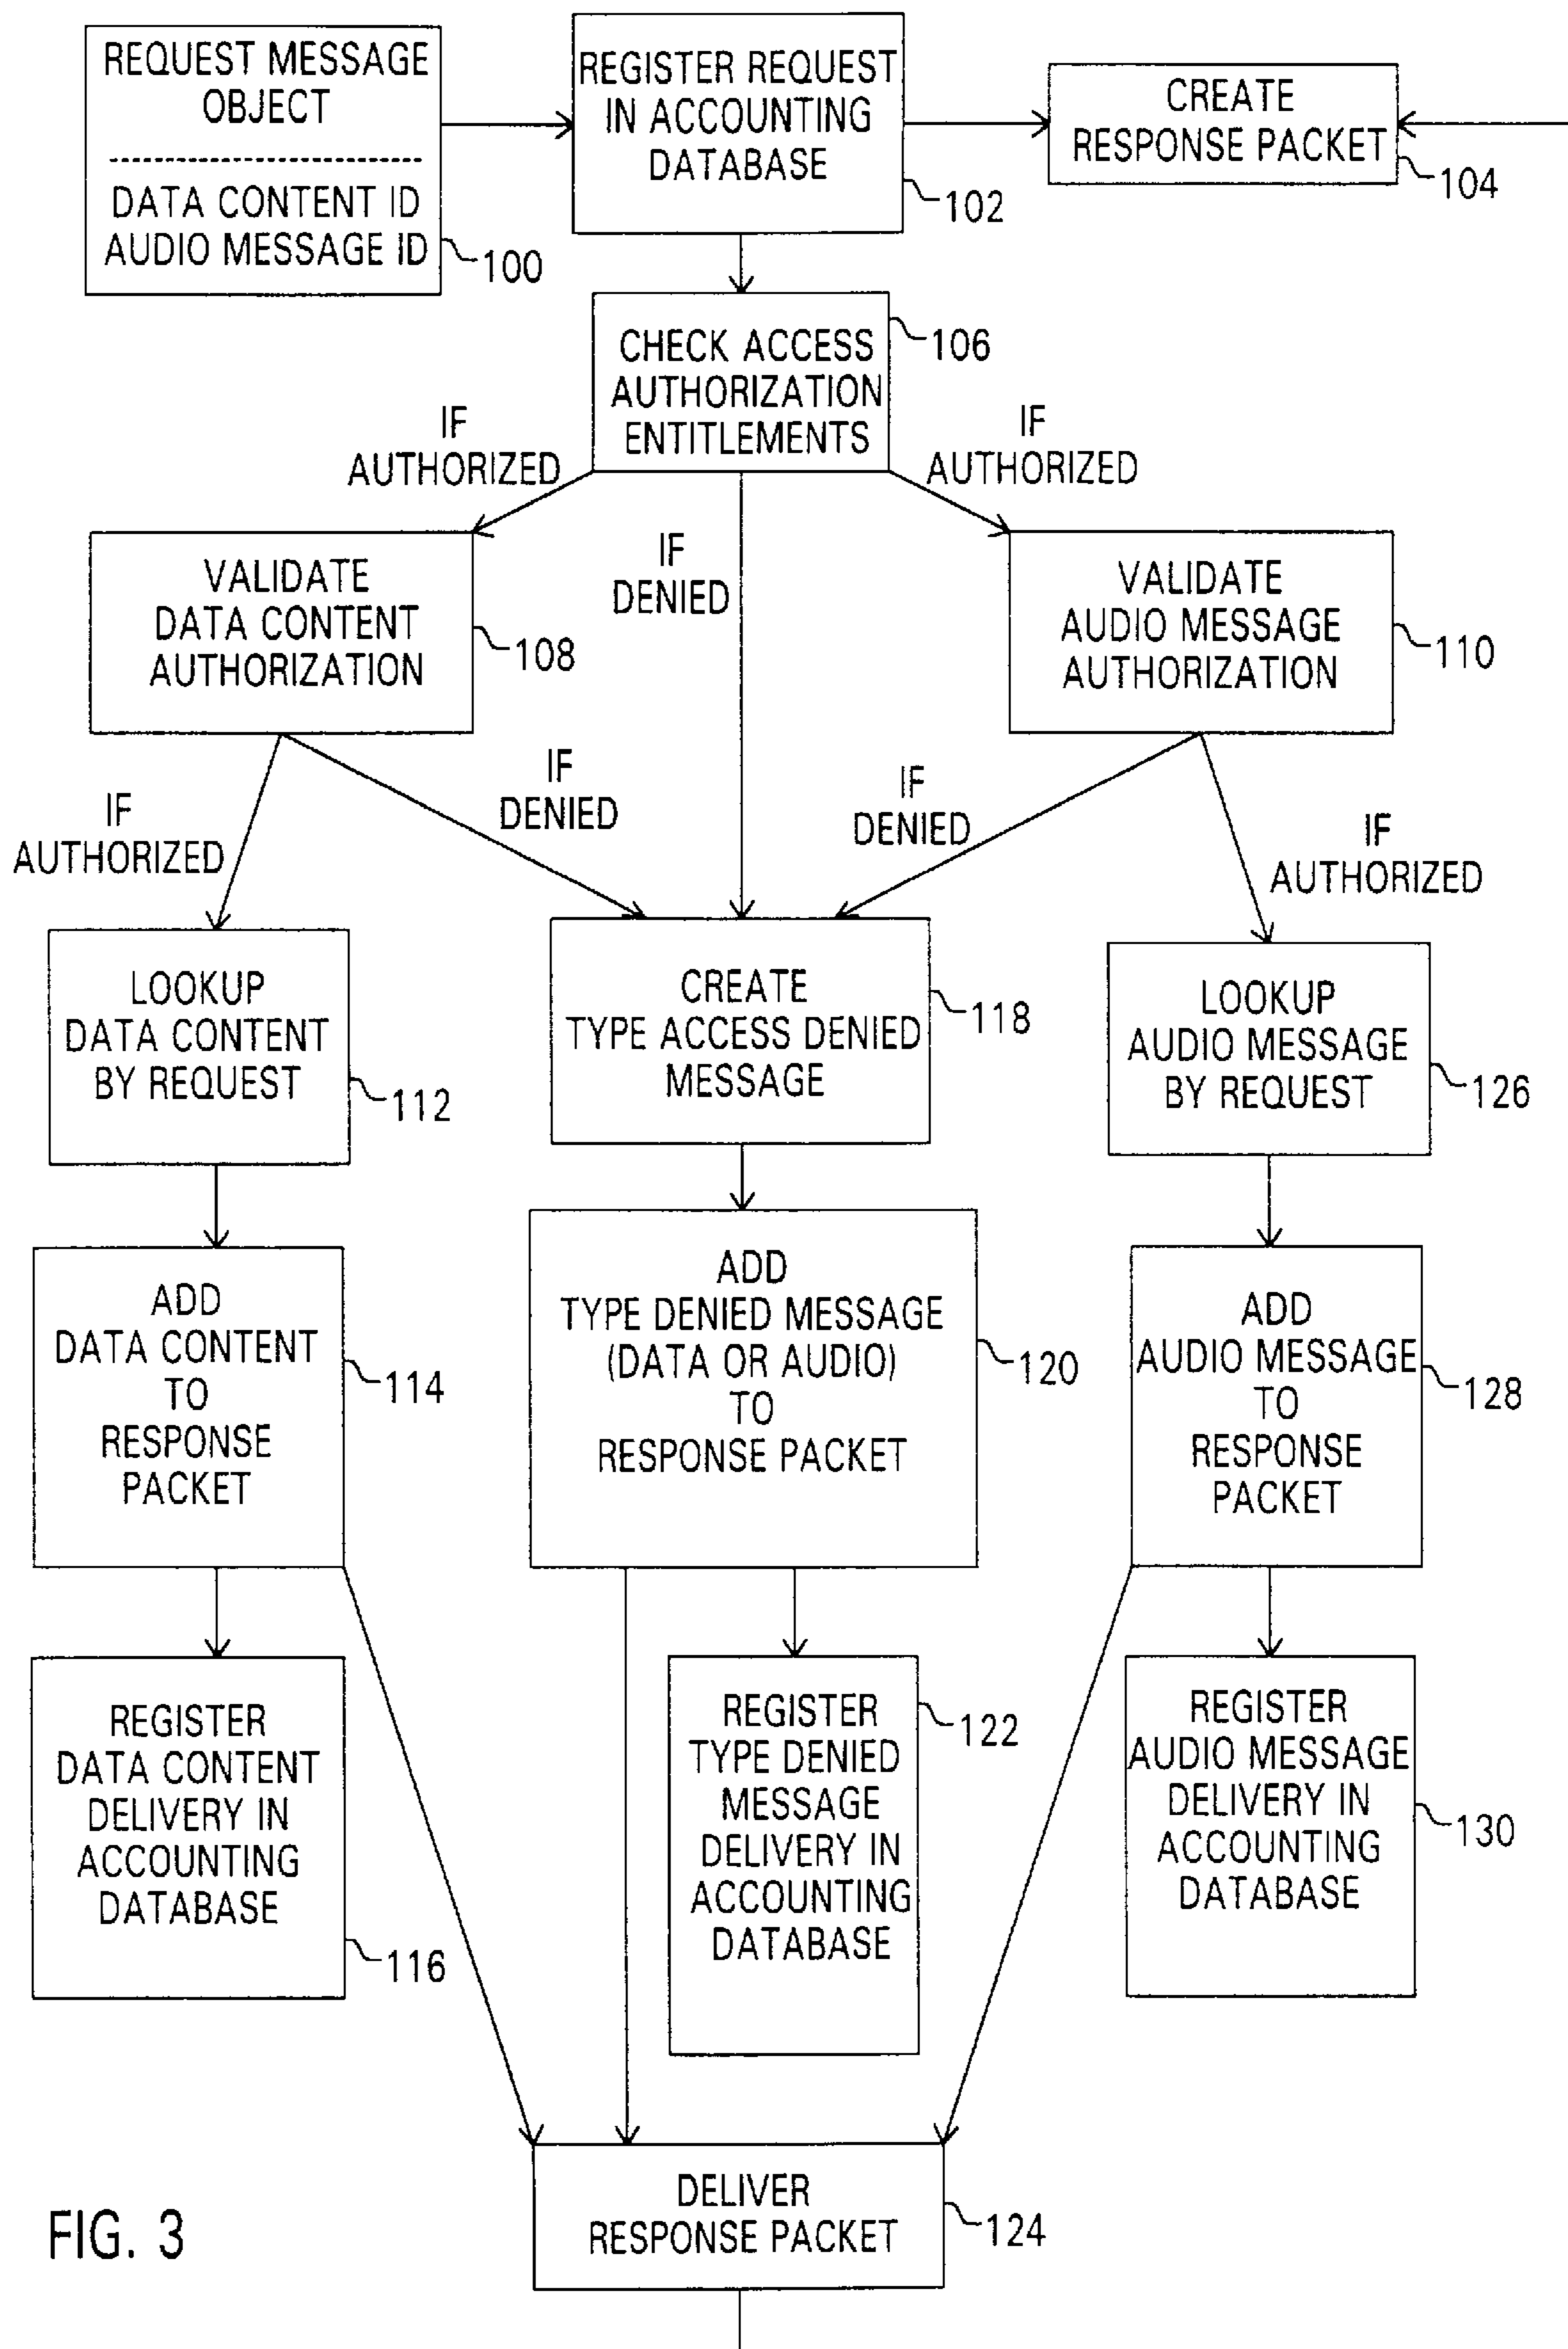 REQUEST MESSAGE
OBJECT
DATA CONTENT ID
AUDIO MESSAGE ID
100
REGISTER REQUEST
IN ACCOUNTING
DATABASE
102
CREATE
RESPONSE PACKET
104
CHECK ACCESS
AUTHORIZATION
ENTITLEMENTS
106
IF
AUTHORIZED
IF
DENIED
IF
AUTHORIZED
VALIDATE
DATA CONTENT
AUTHORIZATION
108
VALIDATE
AUDIO MESSAGE
AUTHORIZATION
110
IF
AUTHORIZED
IF
DENIED
IF
DENIED
IF
AUTHORIZED
LOOKUP
DATA CONTENT
BY REQUEST
112
CREATE
TYPE ACCESS DENIED
MESSAGE
118
LOOKUP
AUDIO MESSAGE
BY REQUEST
126
ADD
DATA CONTENT
TO
RESPONSE
PACKET
114
ADD
TYPE DENIED MESSAGE
(DATA OR AUDIO)
TO
RESPONSE PACKET
120
ADD
AUDIO MESSAGE
TO
RESPONSE
PACKET
128
REGISTER
DATA CONTENT
DELIVERY IN
ACCOUNTING
DATABASE
116
REGISTER
TYPE DENIED
MESSAGE
DELIVERY IN
ACCOUNTING
DATABASE
122
REGISTER
AUDIO MESSAGE
DELIVERY IN
ACCOUNTING
DATABASE
130
DELIVER
RESPONSE PACKET
124
FIG. 3